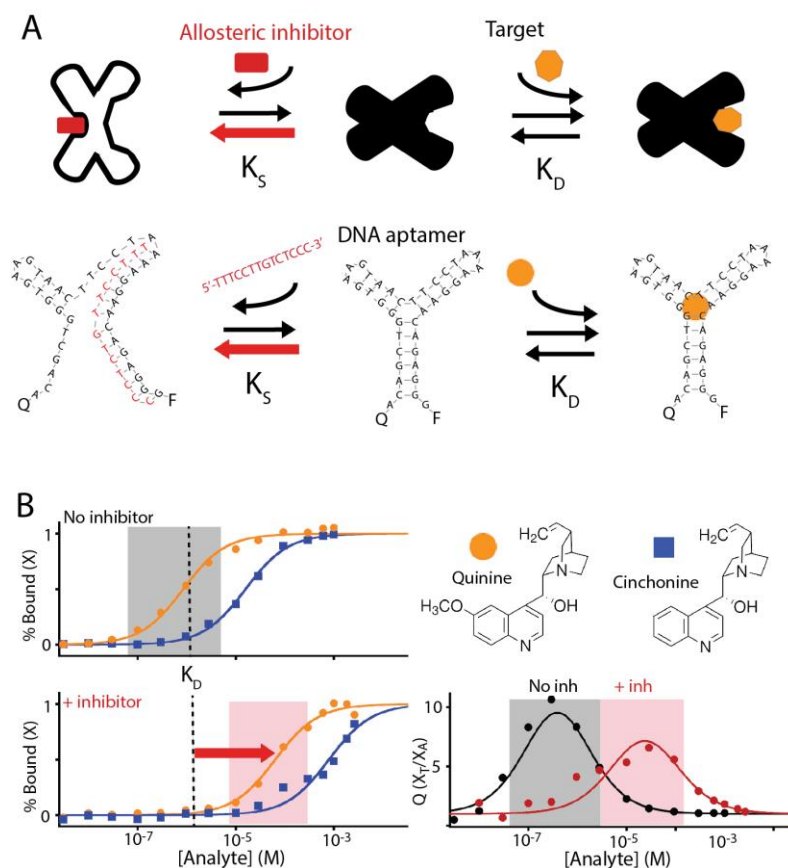 A
Allosteric inhibitor
Target
K_S
K_D
DNA aptamer
5'-TTTCCTTGTCTCCC-3'
K_S
K_D
Q
F
Q
F
Q
F
B
No inhibitor
% Bound (X)
1
0
K_D
+ inhibitor
% Bound (X)
1
0
10^-7
10^-5
10^-3
[Analyte] (M)
Quinine
H2C
N
OH
H3CO
N
Cinchonine
H2C
N
OH
N
No inh
+ inh
Q (X_T/X_A)
10
5
10^-7
10^-5
10^-3
[Analyte] (M)